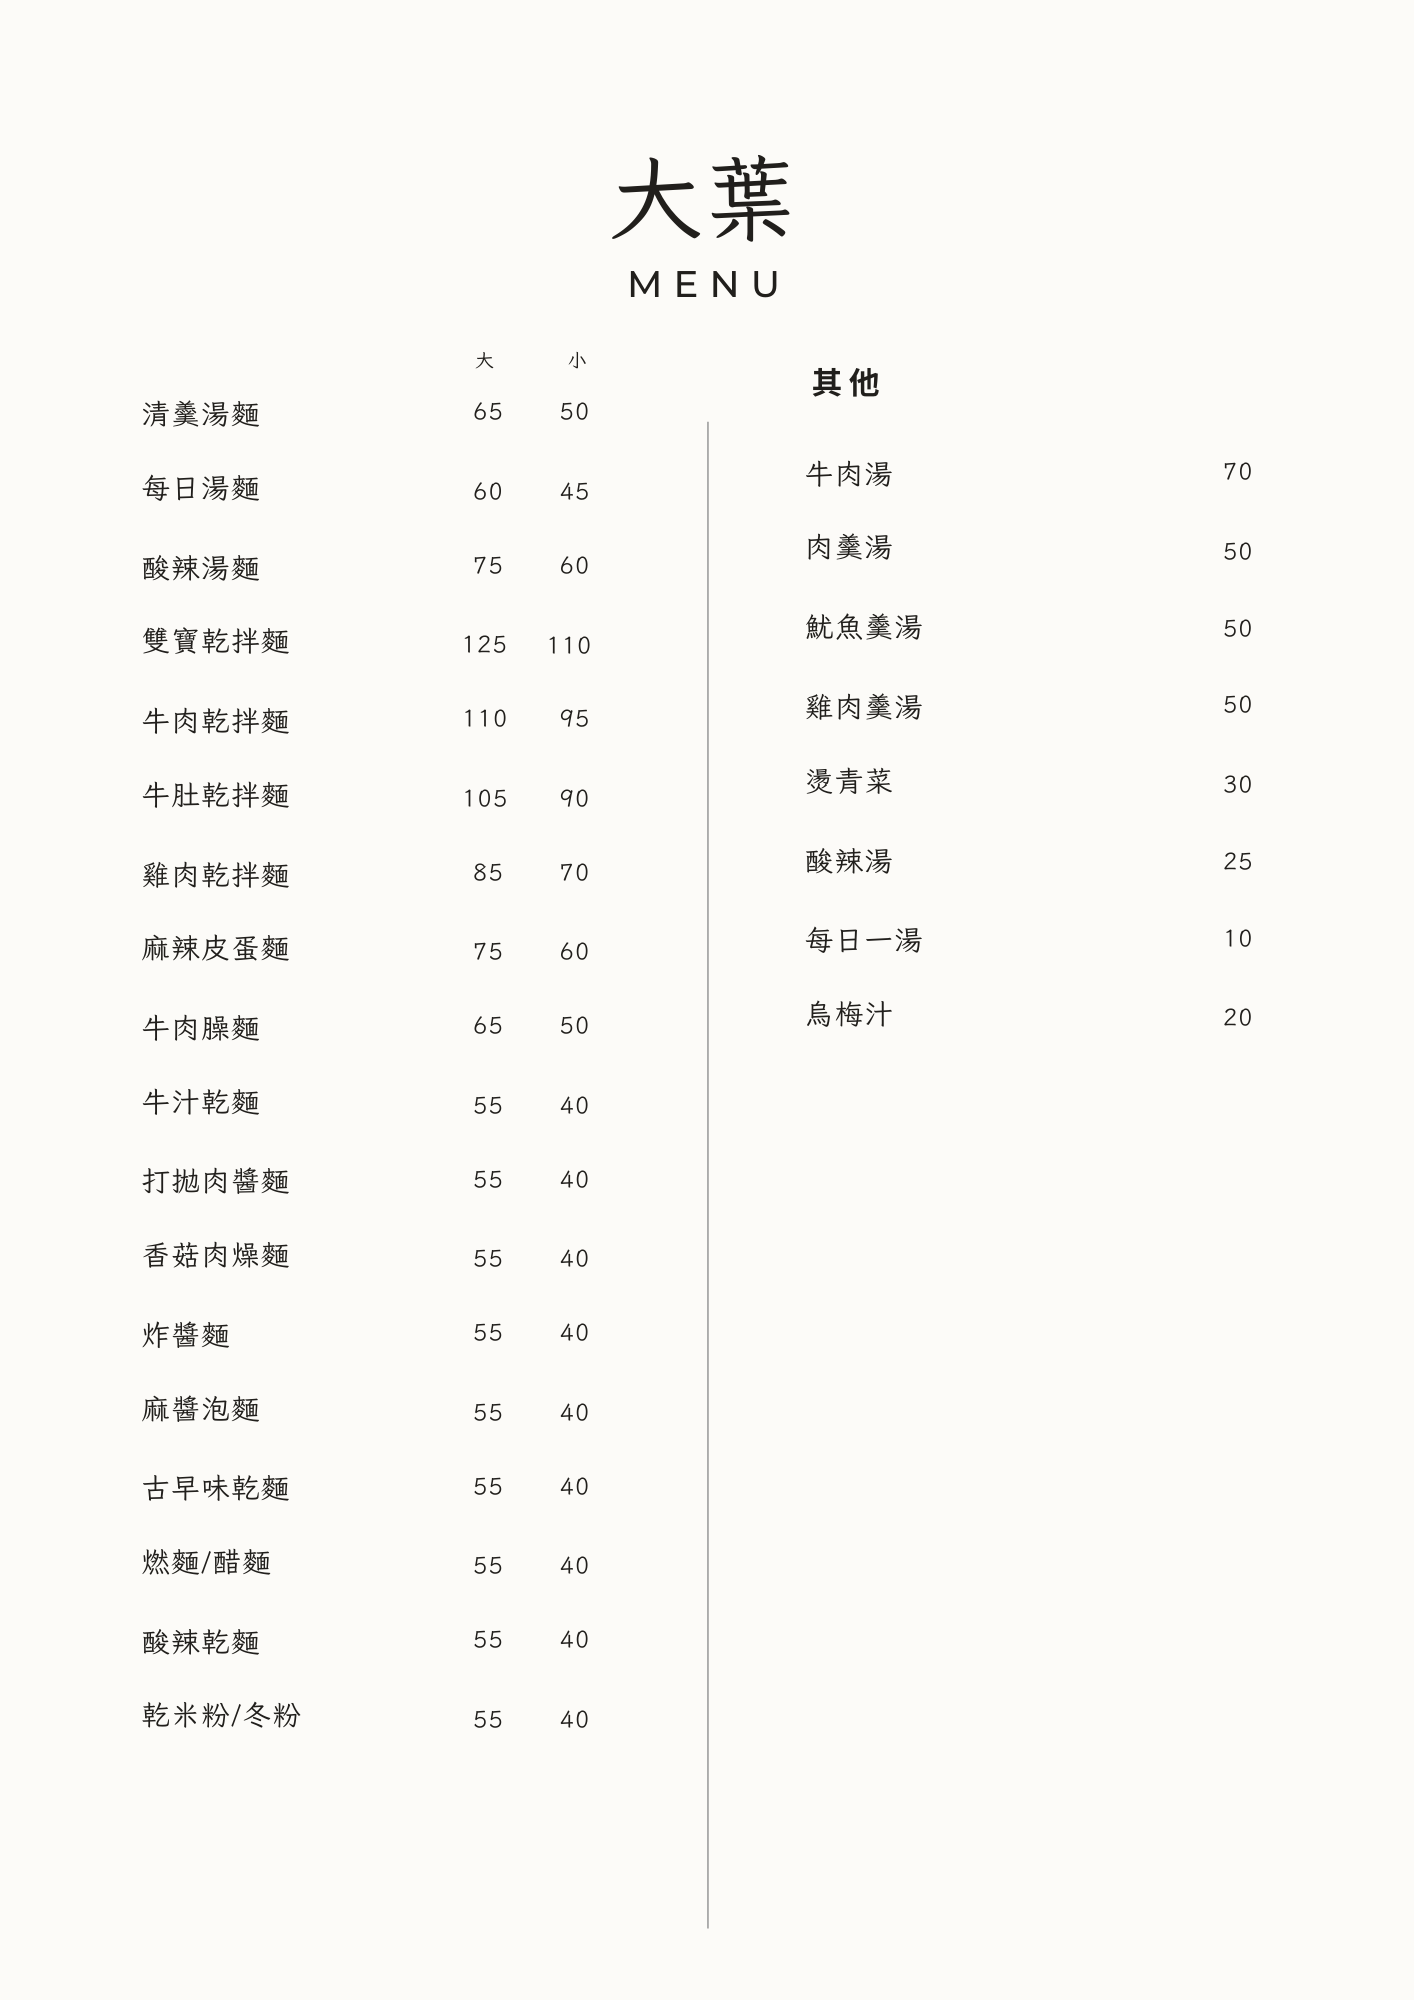 大葉
MENU
大 小
清羹湯麵 65 50
每日湯麵 60 45
酸辣湯麵 75 60
雙寶乾拌麵 125 110
牛肉乾拌麵 110 95
牛肚乾拌麵 105 90
雞肉乾拌麵 85 70
麻辣皮蛋麵 75 60
牛肉臊麵 65 50
牛汁乾麵 55 40
打拋肉醬麵 55 40
香菇肉燥麵 55 40
炸醬麵 55 40
麻醬泡麵 55 40
古早味乾麵 55 40
燃麵/醋麵 55 40
酸辣乾麵 55 40
乾米粉/冬粉 55 40
其他
牛肉湯 70
肉羹湯 50
魷魚羹湯 50
雞肉羹湯 50
燙青菜 30
酸辣湯 25
每日一湯 10
烏梅汁 20